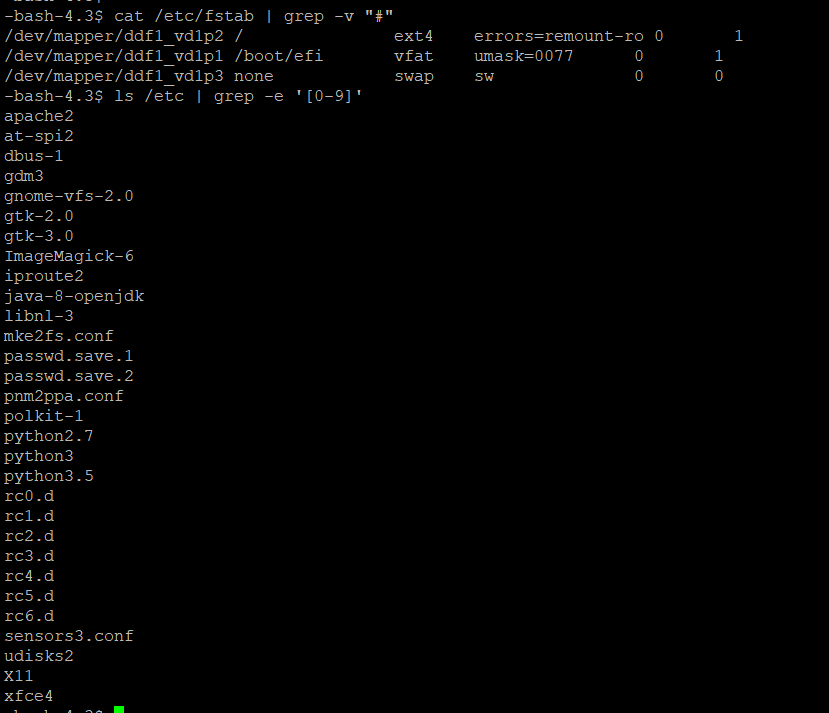 -bash-4.3$ cat /etc/fstab | grep -v "#"
/dev/mapper/ddf1_vd1p2 / ext4 errors=remount-ro 0 1
/dev/mapper/ddf1_vd1p1 /boot/efi vfat umask=0077 0 1
/dev/mapper/ddf1_vd1p3 none swap sw 0 0
-bash-4.3$ ls /etc | grep -e '[0-9]'
apache2
at-spi2
dbus-1
gdm3
gnome-vfs-2.0
gtk-2.0
gtk-3.0
ImageMagick-6
iproute2
java-8-openjdk
libnl-3
mke2fs.conf
passwd.save.1
passwd.save.2
pnm2ppa.conf
polkit-1
python2.7
python3
python3.5
rc0.d
rc1.d
rc2.d
rc3.d
rc4.d
rc5.d
rc6.d
sensors3.conf
udisks2
X11
xfce4
-bash-4.3$